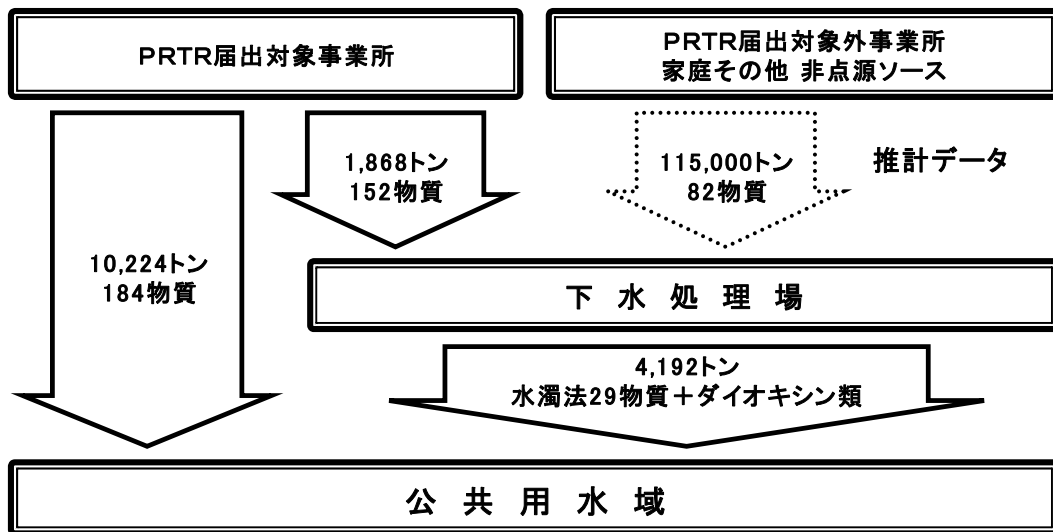 PRTR届出対象事業所
PRTR届出対象外事業所
家庭その他 非点源ソース
1,868トン
152物質
115,000トン
82物質
推計データ
10,224トン
184物質
下水処理場
4,192トン
水濁法29物質＋ダイオキシン類
公共用水域